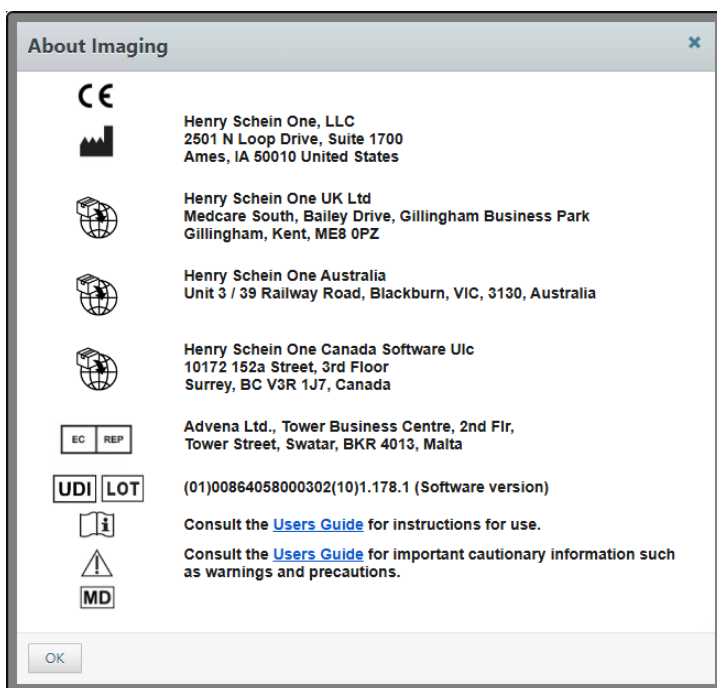 About Imaging
CE
Henry Schein One, LLC
2501 N Loop Drive, Suite 1700
Ames, IA 50010 United States
Henry Schein One UK Ltd
Medcare South, Bailey Drive, Gillingham Business Park
Gillingham, Kent, ME8 0PZ
Henry Schein One Australia
Unit 3 / 39 Railway Road, Blackburn, VIC, 3130, Australia
Henry Schein One Canada Software Ulc
10172 152a Street, 3rd Floor
Surrey, BC V3R 1J7, Canada
EC REP
Advena Ltd., Tower Business Centre, 2nd Flr,
Tower Street, Swatar, BKR 4013, Malta
UDI LOT (01)00864058000302(10)1.178.1 (Software version)
Consult the Users Guide for instructions for use.
Consult the Users Guide for important cautionary information such
as warnings and precautions.
MD
OK